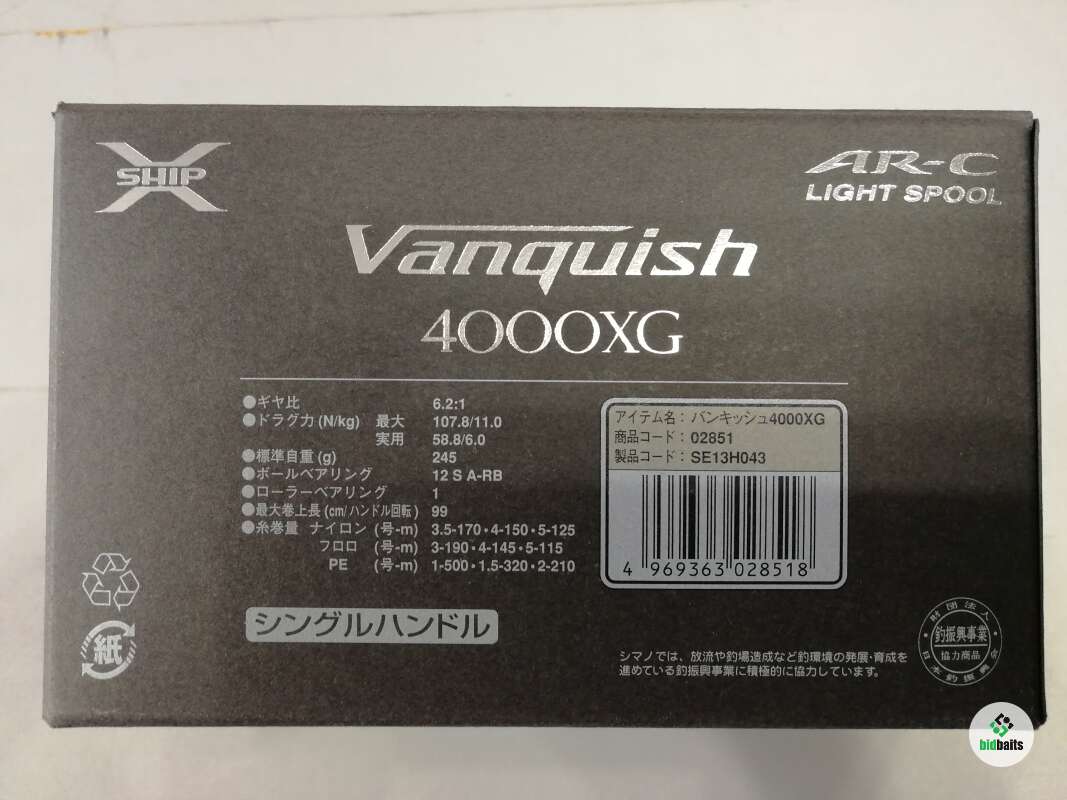 X
SHIP
AR-C
LIGHT SPOOL
Vanquish
4000XG
●ギヤ比 6.2:1
●ドラグ力(N/kg) 最大 107.8/11.0
実用 58.8/6.0
●標準自重(g) 245
●ボールベアリング 12 S A-RB
●ローラーベアリング 1
●最大巻上長(cm/ハンドル回転) 99
●糸巻量 ナイロン (号-m) 3.5-170・4-150・5-125
フロロ (号-m) 3-190・4-145・5-115
PE (号-m) 1-500・1.5-320・2-210
アイテム名: バンキッシュ4000XG
商品コード: 02851
製品コード: SE13H043
4 969363 028518
シングルハンドル
紙
シマノでは、放流や釣場造成など釣環境の発展・育成を
進めている釣振興事業に積極的に協力しています。
財団法人
釣振興事業
協力商品
日本釣振興会
bidbaits